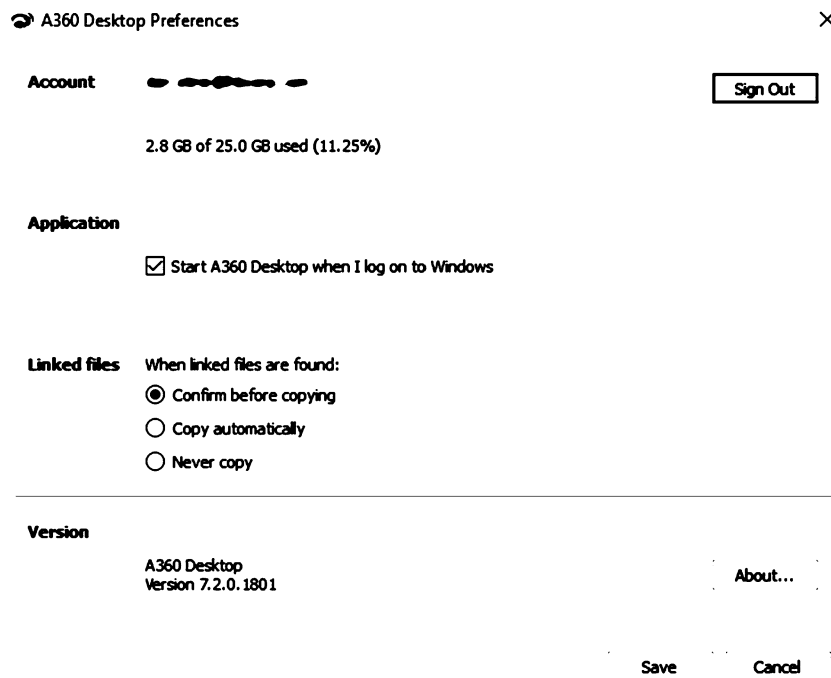 A360 Desktop Preferences
Account
Sign Out
2.8 GB of 25.0 GB used (11.25%)
Application
Start A360 Desktop when I log on to Windows
Linked files When linked files are found:
Confirm before copying
Copy automatically
Never copy
Version
A360 Desktop
Version 7.2.0.1801
About...
Save Cancel